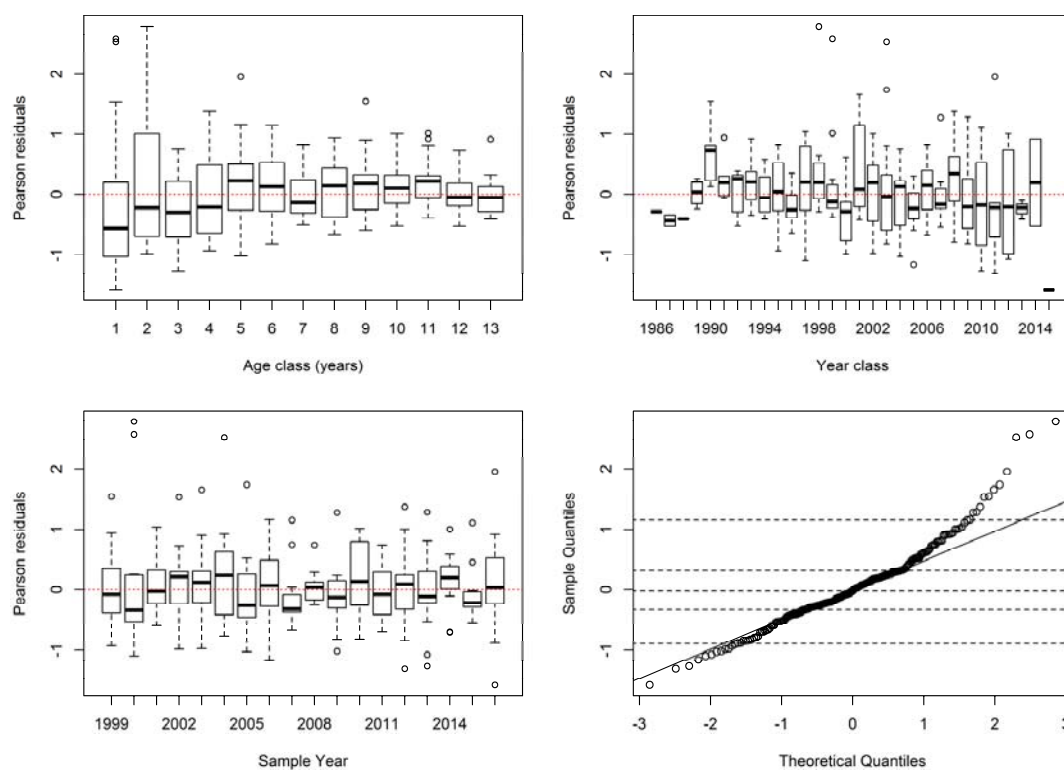 Pearson residuals
2
1
0
-1
1 2 3 4 5 6 7 8 9 10 11 12 13
Age class (years)
Pearson residuals
2
1
0
-1
1986 1990 1994 1998 2002 2006 2010 2014
Year class
Pearson residuals
2
1
0
-1
1999 2002 2005 2008 2011 2014
Sample Year
Sample Quantiles
2
1
0
-1
-3 -2 -1 0 1 2 3
Theoretical Quantiles